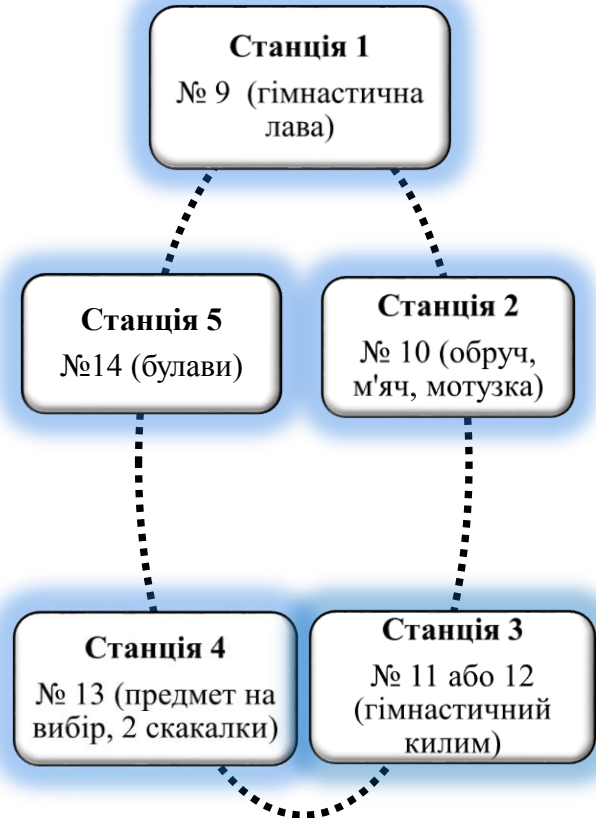 Станція 1
№ 9 (гімнастична
лава)
Станція 5
№14 (булави)
Станція 2
№ 10 (обруч,
м'яч, мотузка)
Станція 4
№ 13 (предмет на
вибір, 2 скакалки)
Станція 3
№ 11 або 12
(гімнастичний
килим)